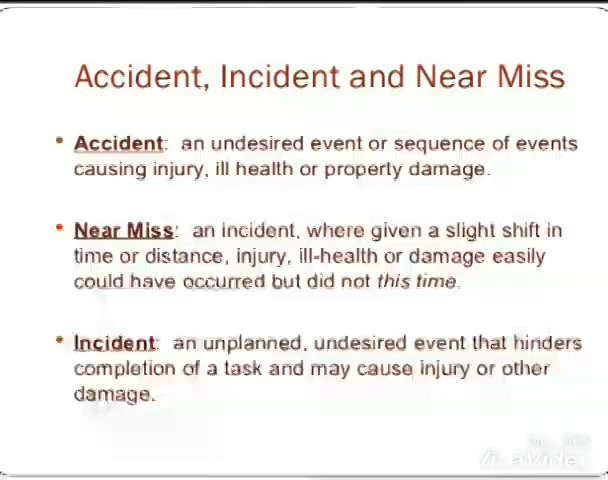 Accident, Incident and Near Miss
• Accident: an undesired event or sequence of events
causing injury, ill health or property damage.
• Near Miss: an incident, where given a slight shift in
time or distance, injury, ill-health or damage easily
could have occurred but did not this time.
• Incident: an unplanned, undesired event that hinders
completion of a task and may cause injury or other
damage.